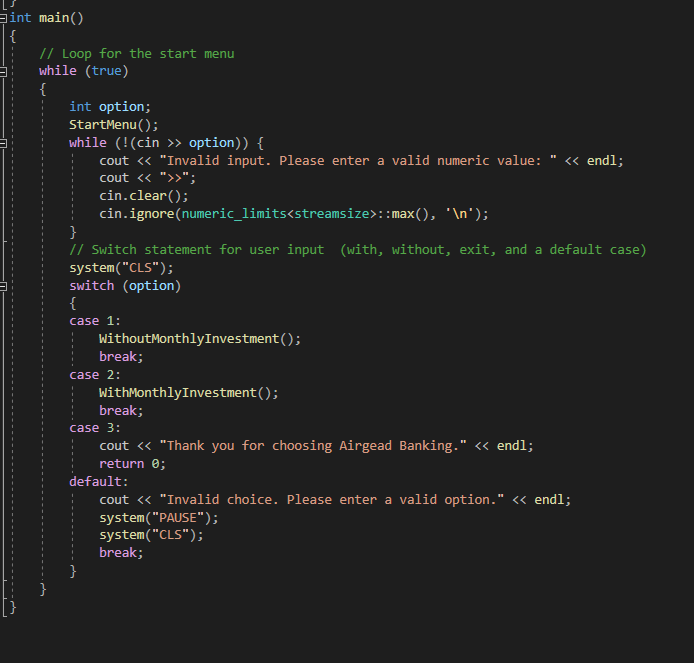 }
int main()
{
    // Loop for the start menu
    while (true)
    {
        int option;
        StartMenu();
        while (!(cin >> option)) {
            cout << "Invalid input. Please enter a valid numeric value: " << endl;
            cout << ">>";
            cin.clear();
            cin.ignore(numeric_limits<streamsize>::max(), '\n');
        }
        // Switch statement for user input  (with, without, exit, and a default case)
        system("CLS");
        switch (option)
        {
        case 1:
            WithoutMonthlyInvestment();
            break;
        case 2:
            WithMonthlyInvestment();
            break;
        case 3:
            cout << "Thank you for choosing Airgead Banking." << endl;
            return 0;
        default:
            cout << "Invalid choice. Please enter a valid option." << endl;
            system("PAUSE");
            system("CLS");
            break;
        }
    }
}